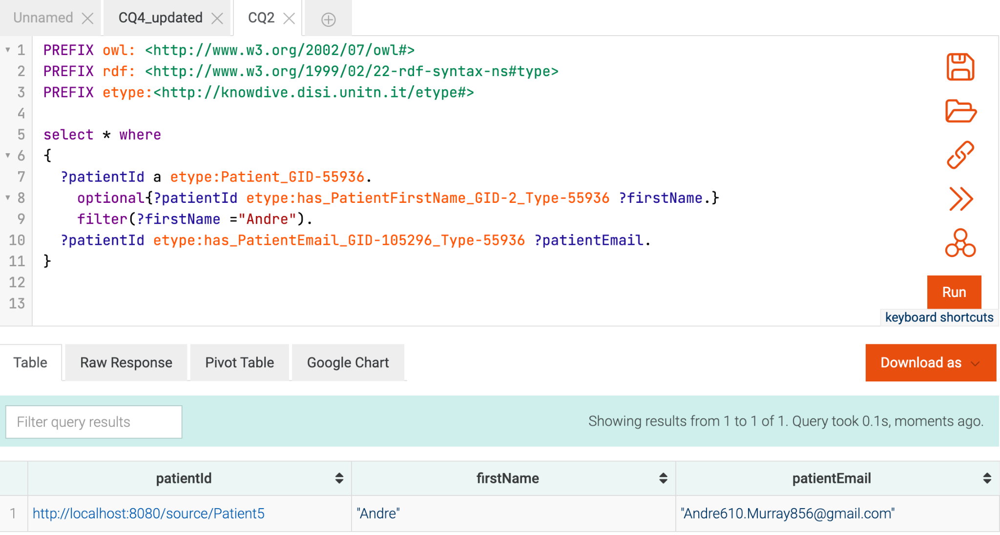 Unnamed CQ4_updated CQ2
1 PREFIX owl: <http://www.w3.org/2002/07/owl#>
2 PREFIX rdf: <http://www.w3.org/1999/02/22-rdf-syntax-ns#type>
3 PREFIX etype:<http://knowdive.disi.unitn.it/etype#>
4
5 select * where
6 {
7 ?patientId a etype:Patient_GID-55936.
8 optional{?patientId etype:has_PatientFirstName_GID-2_Type-55936 ?firstName.}
9 filter(?firstName ="Andre").
10 ?patientId etype:has_PatientEmail_GID-105296_Type-55936 ?patientEmail.
11 }
12
13
Run
keyboard shortcuts
Table Raw Response Pivot Table Google Chart Download as
Filter query results Showing results from 1 to 1 of 1. Query took 0.1s, moments ago.
patientId firstName patientEmail
1 http://localhost:8080/source/Patient5 "Andre" "Andre610.Murray856@gmail.com"